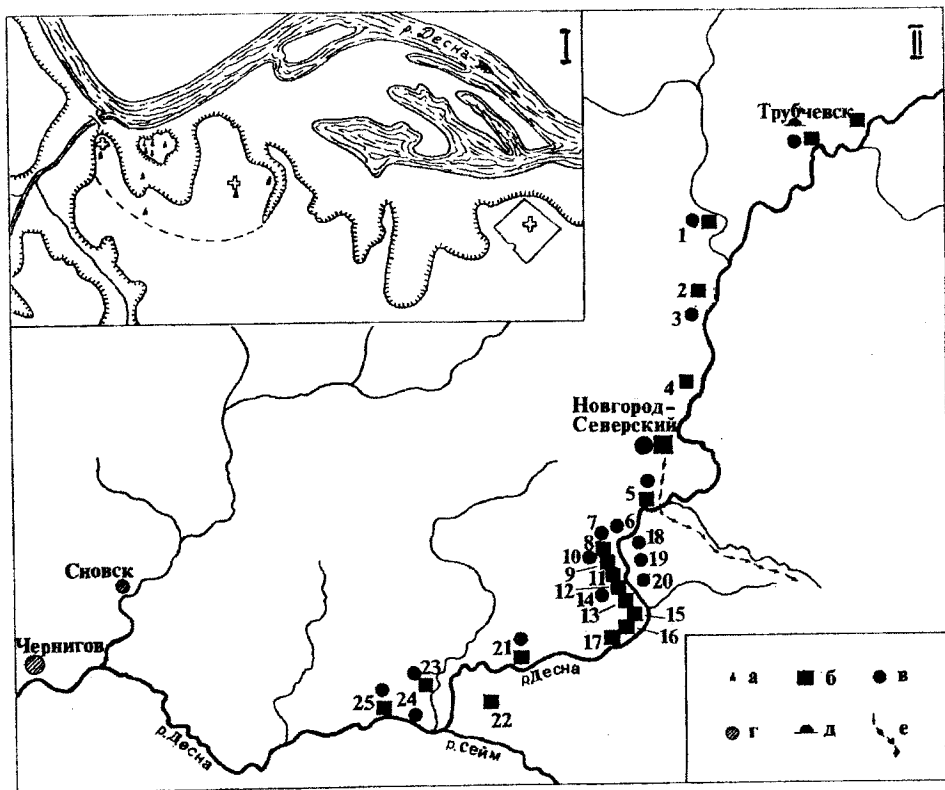 р. Десна
I
II
Трубчевск
1
2
3
4
Новгород-
Северский
5
6
7
8
18
10
19
9
11
20
12
14
13
15
16
17
Сновск
Чернигов
21
р.Десна
23
25
24
22
р. Десна
р. Сейм
а
б
в
г
д
е